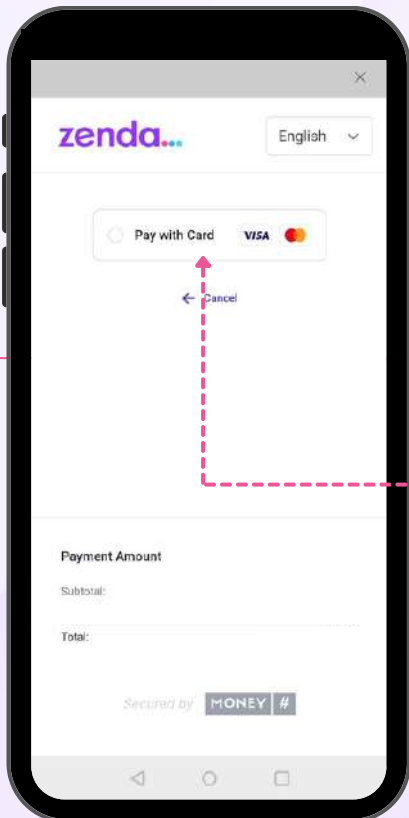 zenda...
English
Pay with Card VISA
Cancel
Payment Amount
Subtotal:
Total:
Secured by MONEY #